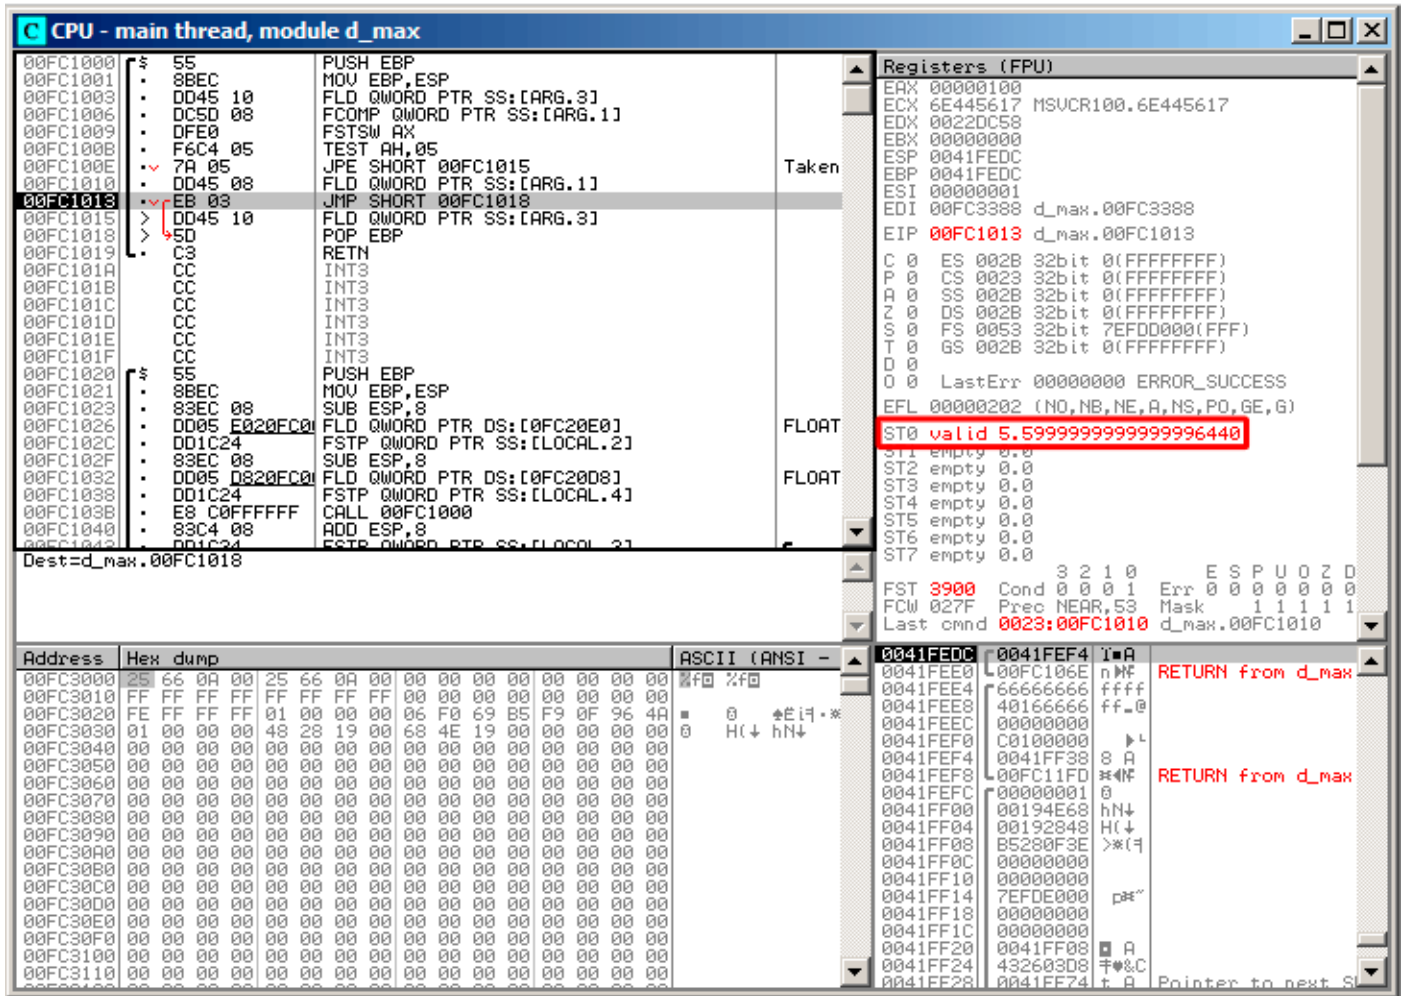 C CPU - main thread, module d_max
00FC1000 $ 55 PUSH EBP
00FC1001 . 8BEC MOV EBP,ESP
00FC1003 . DD45 10 FLD QWORD PTR SS:[ARG.3]
00FC1006 . DC5D 08 FCOMP QWORD PTR SS:[ARG.1]
00FC1009 . DFE0 FSTSW AX
00FC100B . F6C4 05 TEST AH,05
00FC100E . 7A 05 JPE SHORT 00FC1015 Taken
00FC1010 . DD45 08 FLD QWORD PTR SS:[ARG.1]
00FC1013 . EB 03 JMP SHORT 00FC1018
00FC1015 > DD45 10 FLD QWORD PTR SS:[ARG.3]
00FC1018 > 5D POP EBP
00FC1019 . C3 RETN
00FC101A CC INT3
00FC101B CC INT3
00FC101C CC INT3
00FC101D CC INT3
00FC101E CC INT3
00FC101F CC INT3
00FC1020 $ 55 PUSH EBP
00FC1021 . 8BEC MOV EBP,ESP
00FC1023 . 83EC 08 SUB ESP,8
00FC1026 . DD05 E020FC0 FLD QWORD PTR DS:[0FC20E0] FLOAT
00FC102C . DD1C24 FSTP QWORD PTR SS:[LOCAL.2]
00FC102F . 83EC 08 SUB ESP,8
00FC1032 . DD05 D820FC0 FLD QWORD PTR DS:[0FC20D8] FLOAT
00FC1038 . DD1C24 FSTP QWORD PTR SS:[LOCAL.4]
00FC103B . E8 C0FFFFFF CALL 00FC1000
00FC1040 . 83C4 08 ADD ESP,8
00FC1043 . DD1C24 FSTP QWORD PTR SS:[LOCAL.2]
Dest=d_max.00FC1018
Registers (FPU)
EAX 00000100
ECX 6E445617 MSVCR100.6E445617
EDX 0022DC58
EBX 00000000
ESP 0041FEDC
EBP 0041FEDC
ESI 00000001
EDI 00FC3388 d_max.00FC3388
EIP 00FC1013 d_max.00FC1013
C 0 ES 002B 32bit 0(FFFFFFFF)
P 0 CS 0023 32bit 0(FFFFFFFF)
A 0 SS 002B 32bit 0(FFFFFFFF)
Z 0 DS 002B 32bit 0(FFFFFFFF)
S 0 FS 0053 32bit 7EFDD000(FFF)
T 0 GS 002B 32bit 0(FFFFFFFF)
D 0
O 0 LastErr 00000000 ERROR_SUCCESS
EFL 00000202 (NO,NB,NE,A,NS,PO,GE,G)
ST0 valid 5.5999999999999996440
ST1 empty 0.0
ST2 empty 0.0
ST3 empty 0.0
ST4 empty 0.0
ST5 empty 0.0
ST6 empty 0.0
ST7 empty 0.0
3 2 1 0 E S P U O Z D
FST 3900 Cond 0 0 0 1 Err 0 0 0 0 0 0 0
FCW 027F Prec NEAR,53 Mask 1 1 1 1 1
Last cmnd 0023:00FC1010 d_max.00FC1010
Address Hex dump ASCII (ANSI -
00FC3000 25 66 0A 00 25 66 0A 00 00 00 00 00 00 00 00 00 %f %f
00FC3010 FF FF FF FF FF FF FF FF 00 00 00 00 00 00 00 00
00FC3020 FE FF FF FF 01 00 00 00 06 F0 69 B5 F9 0F 96 4A
00FC3030 01 00 00 00 48 28 19 00 68 4E 19 00 00 00 00 00 H(↓ hN↓
00FC3040 00 00 00 00 00 00 00 00 00 00 00 00 00 00 00 00
00FC3050 00 00 00 00 00 00 00 00 00 00 00 00 00 00 00 00
00FC3060 00 00 00 00 00 00 00 00 00 00 00 00 00 00 00 00
00FC3070 00 00 00 00 00 00 00 00 00 00 00 00 00 00 00 00
00FC3080 00 00 00 00 00 00 00 00 00 00 00 00 00 00 00 00
00FC3090 00 00 00 00 00 00 00 00 00 00 00 00 00 00 00 00
00FC30A0 00 00 00 00 00 00 00 00 00 00 00 00 00 00 00 00
00FC30B0 00 00 00 00 00 00 00 00 00 00 00 00 00 00 00 00
00FC30C0 00 00 00 00 00 00 00 00 00 00 00 00 00 00 00 00
00FC30D0 00 00 00 00 00 00 00 00 00 00 00 00 00 00 00 00
00FC30E0 00 00 00 00 00 00 00 00 00 00 00 00 00 00 00 00
00FC30F0 00 00 00 00 00 00 00 00 00 00 00 00 00 00 00 00
00FC3100 00 00 00 00 00 00 00 00 00 00 00 00 00 00 00 00
00FC3110 00 00 00 00 00 00 00 00 00 00 00 00 00 00 00 00
0041FEDC 0041FEF4
0041FEE0 00FC106E RETURN from d_max
0041FEE4 66666666 ffff
0041FEE8 40166666 ff_@
0041FEEC 00000000
0041FEF0 C0100000
0041FEF4 0041FF38 8 A
0041FEF8 00FC11FD RETURN from d_max
0041FEFC 00000001
0041FF00 00194E68 hN↓
0041FF04 00192848 H(↓
0041FF08 B5280F3E
0041FF0C 00000000
0041FF10 00000000
0041FF14 7EFDE000
0041FF18 00000000
0041FF1C 00000000
0041FF20 0041FF08
0041FF24 432603D8
0041FF28 0041FF74 t A Pointer to next S